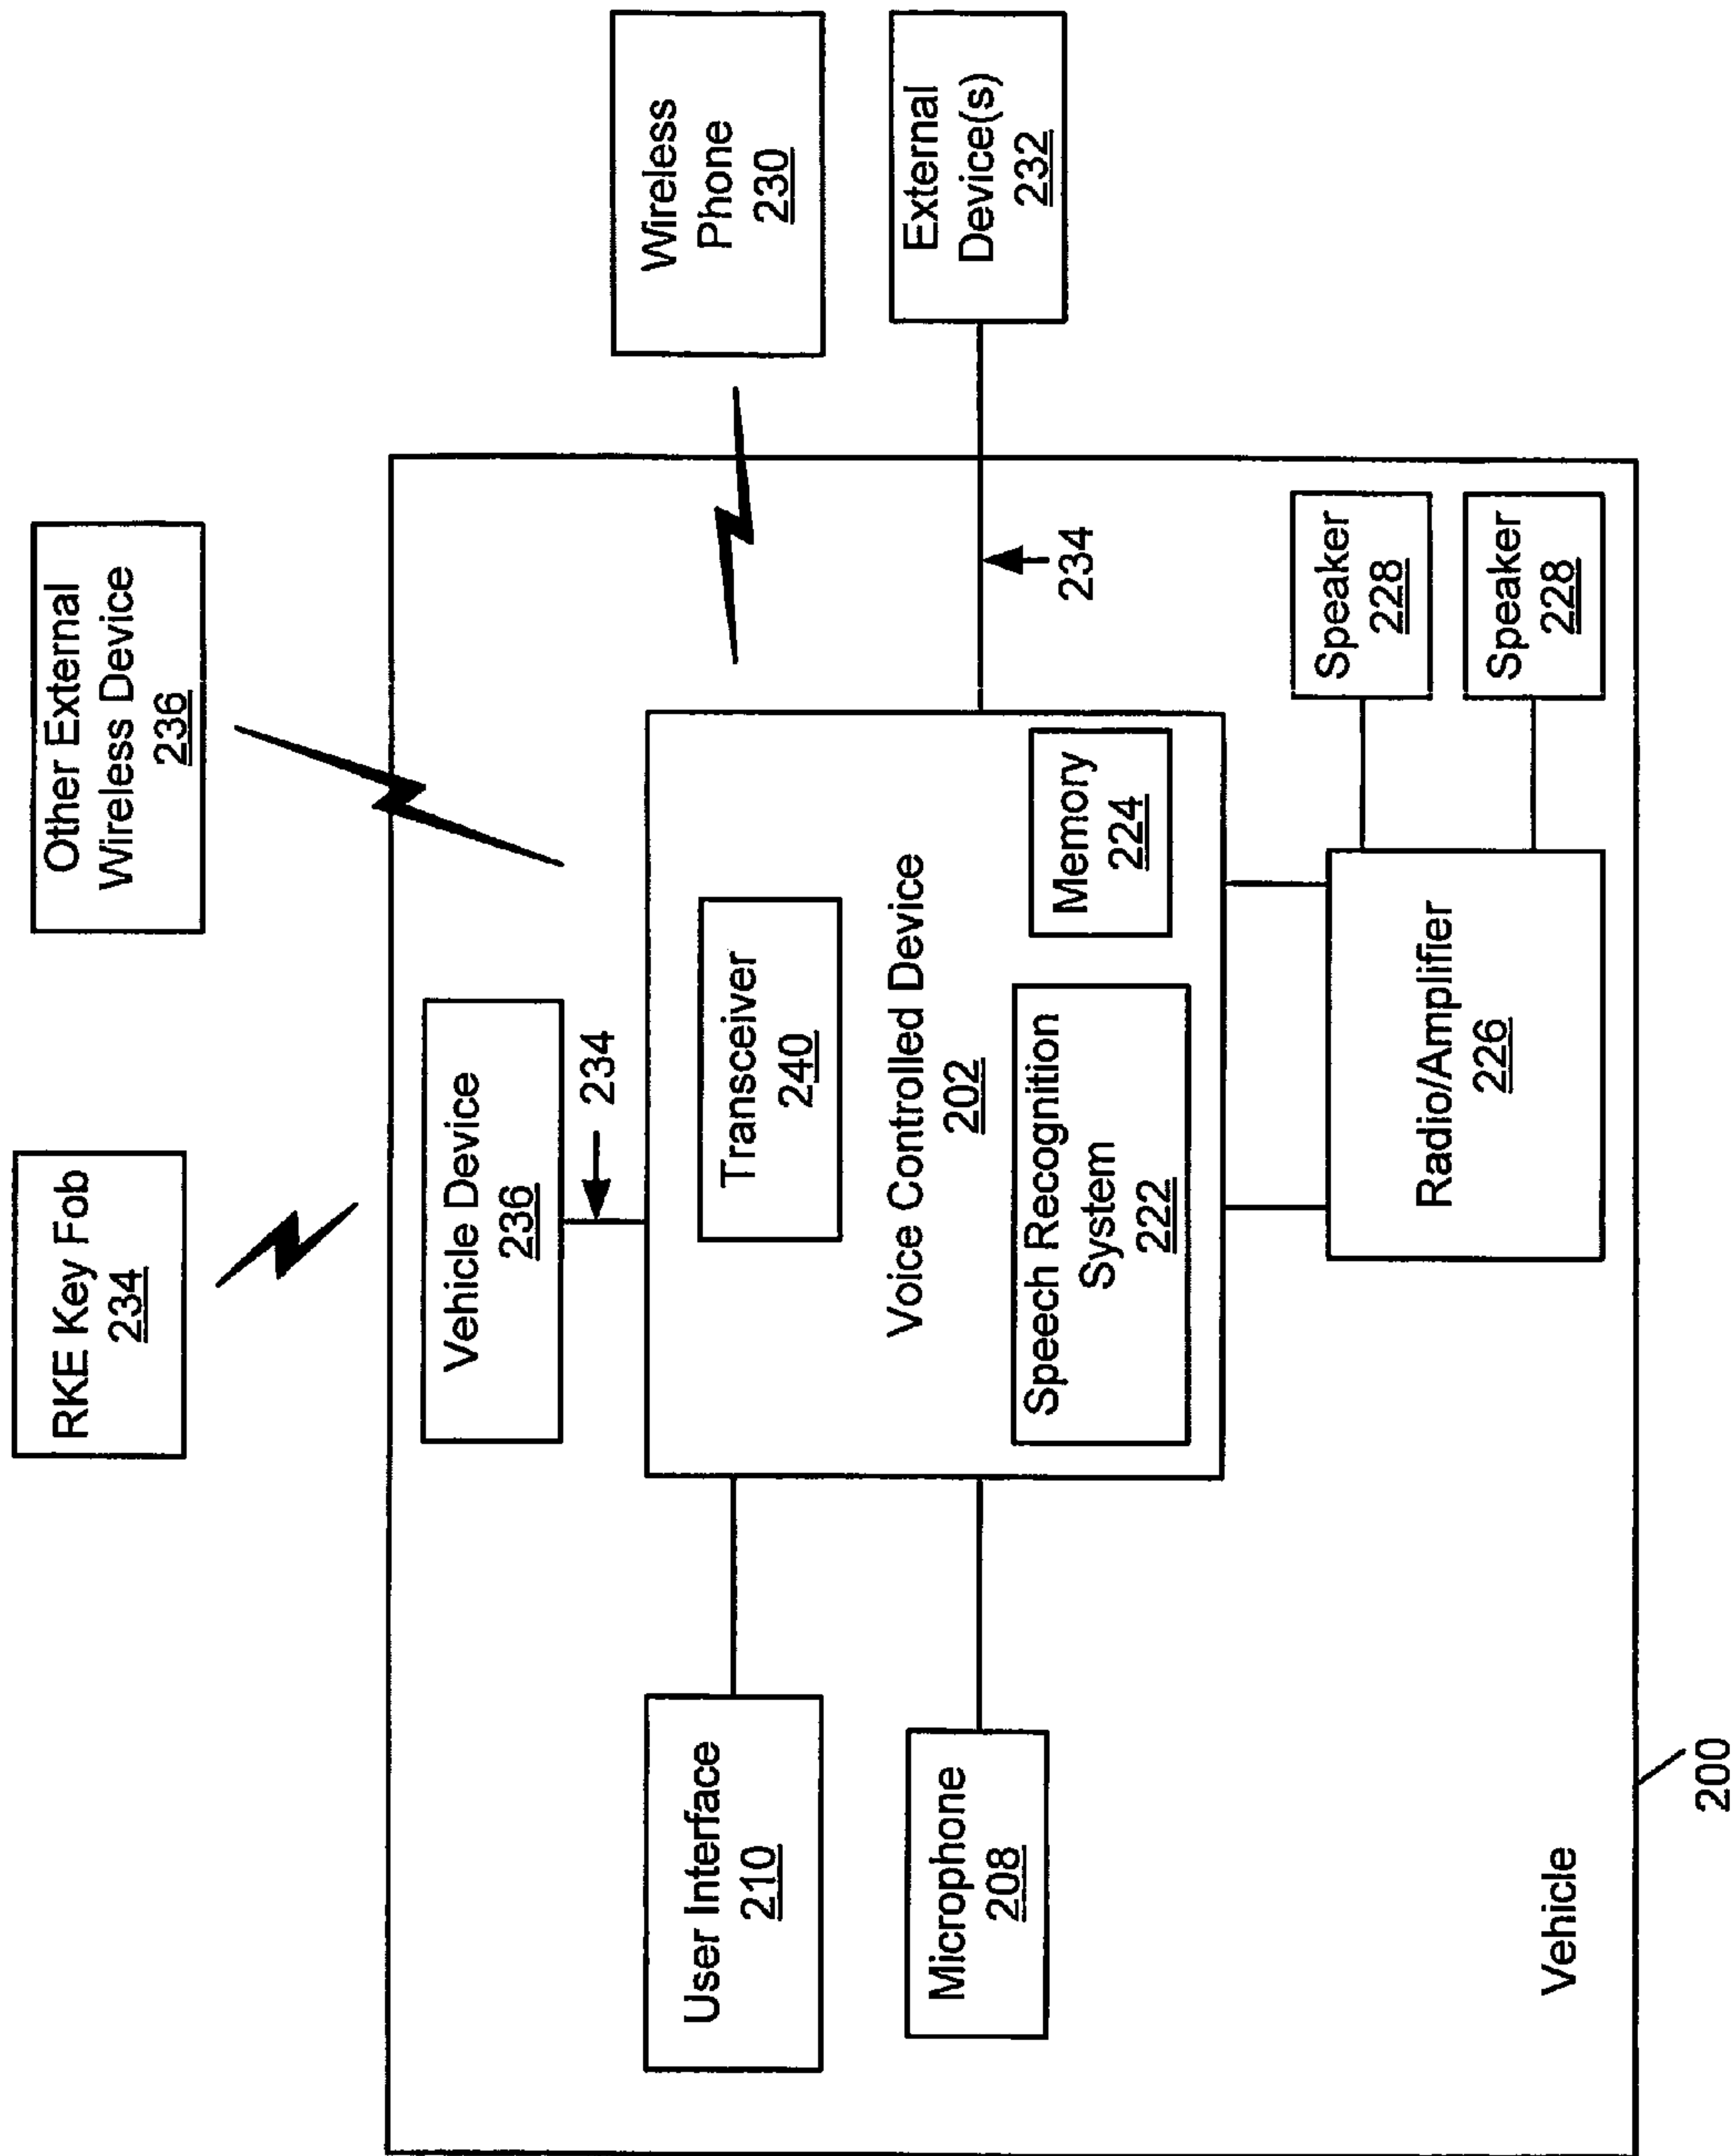 RKE Key Fob
234
Other External
Wireless Device
236
Wireless
Phone
230
External
Device(s)
232
Vehicle Device
236
234
Transceiver
240
Voice Controlled Device
202
Speech Recognition
System
222
Memory
224
234
User Interface
210
Microphone
208
Radio/Amplifier
226
Speaker
228
Speaker
228
Vehicle
200